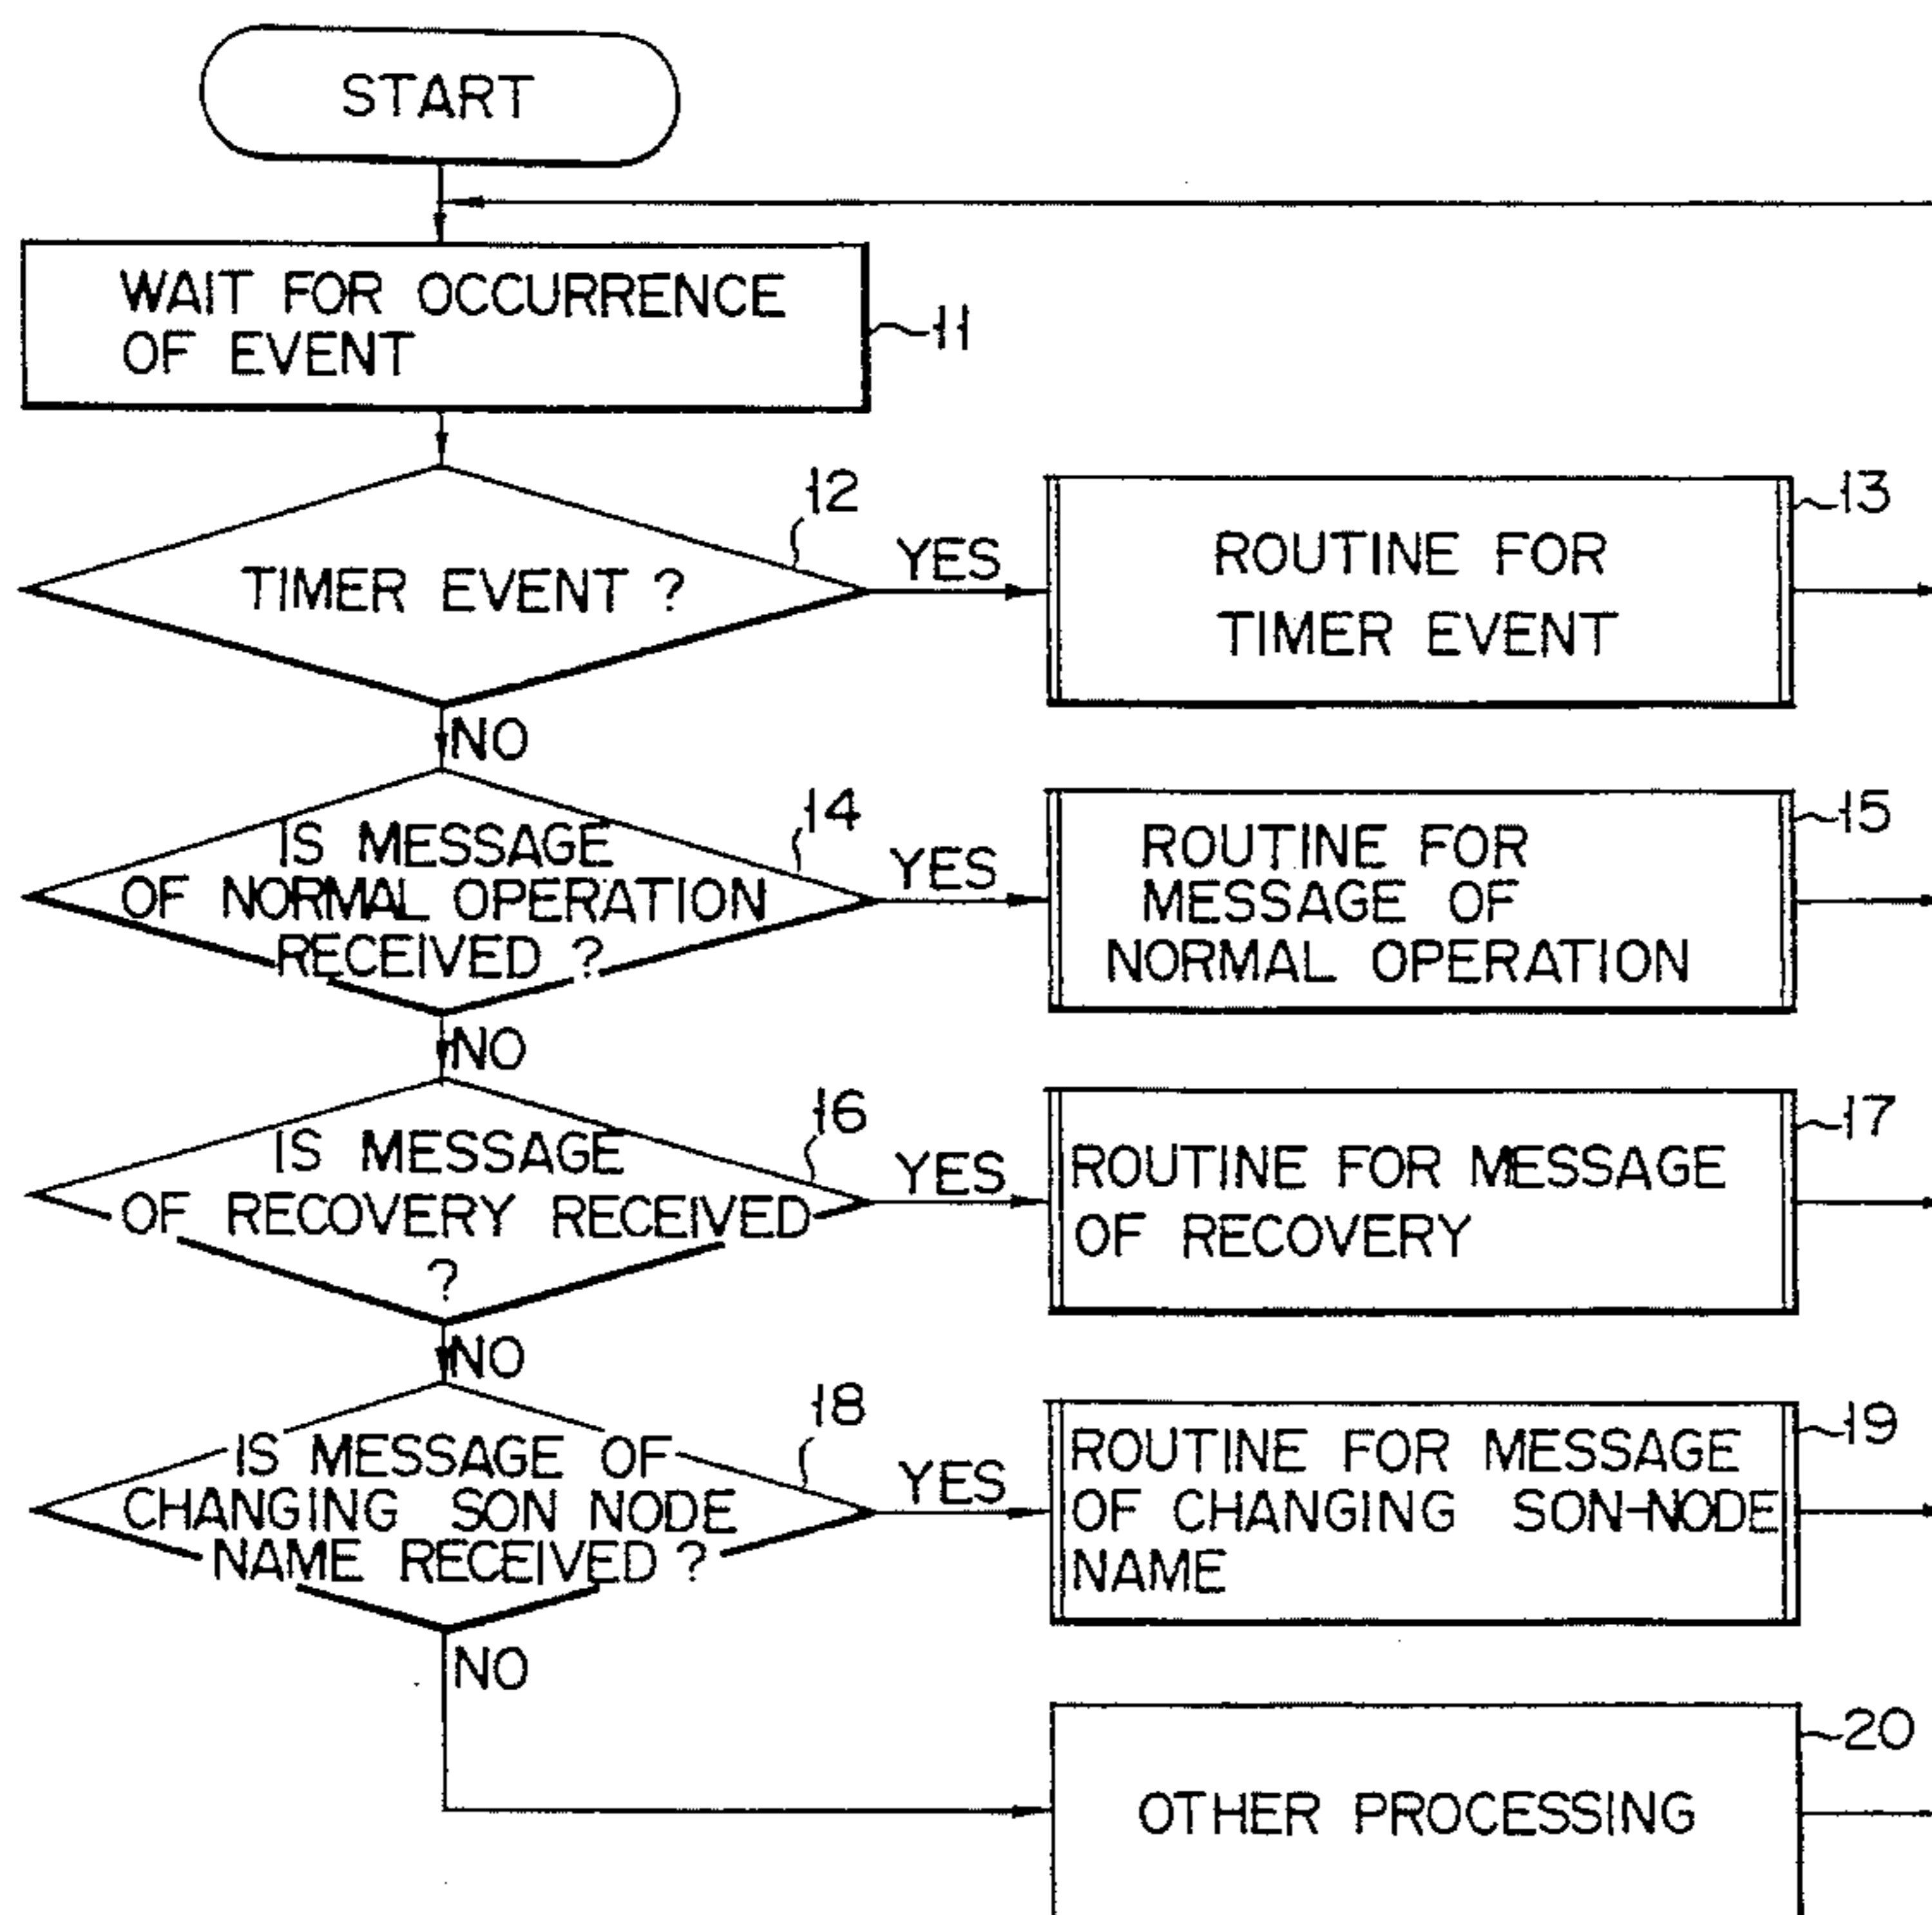 START
WAIT FOR OCCURRENCE
OF EVENT
11
12
TIMER EVENT ?
YES
13
ROUTINE FOR
TIMER EVENT
NO
14
IS MESSAGE
OF NORMAL OPERATION
RECEIVED ?
YES
15
ROUTINE FOR
MESSAGE OF
NORMAL OPERATION
NO
16
IS MESSAGE
OF RECOVERY RECEIVED
?
YES
17
ROUTINE FOR MESSAGE
OF RECOVERY
NO
18
IS MESSAGE OF
CHANGING SON NODE
NAME RECEIVED ?
YES
19
ROUTINE FOR MESSAGE
OF CHANGING SON-NODE
NAME
NO
20
OTHER PROCESSING